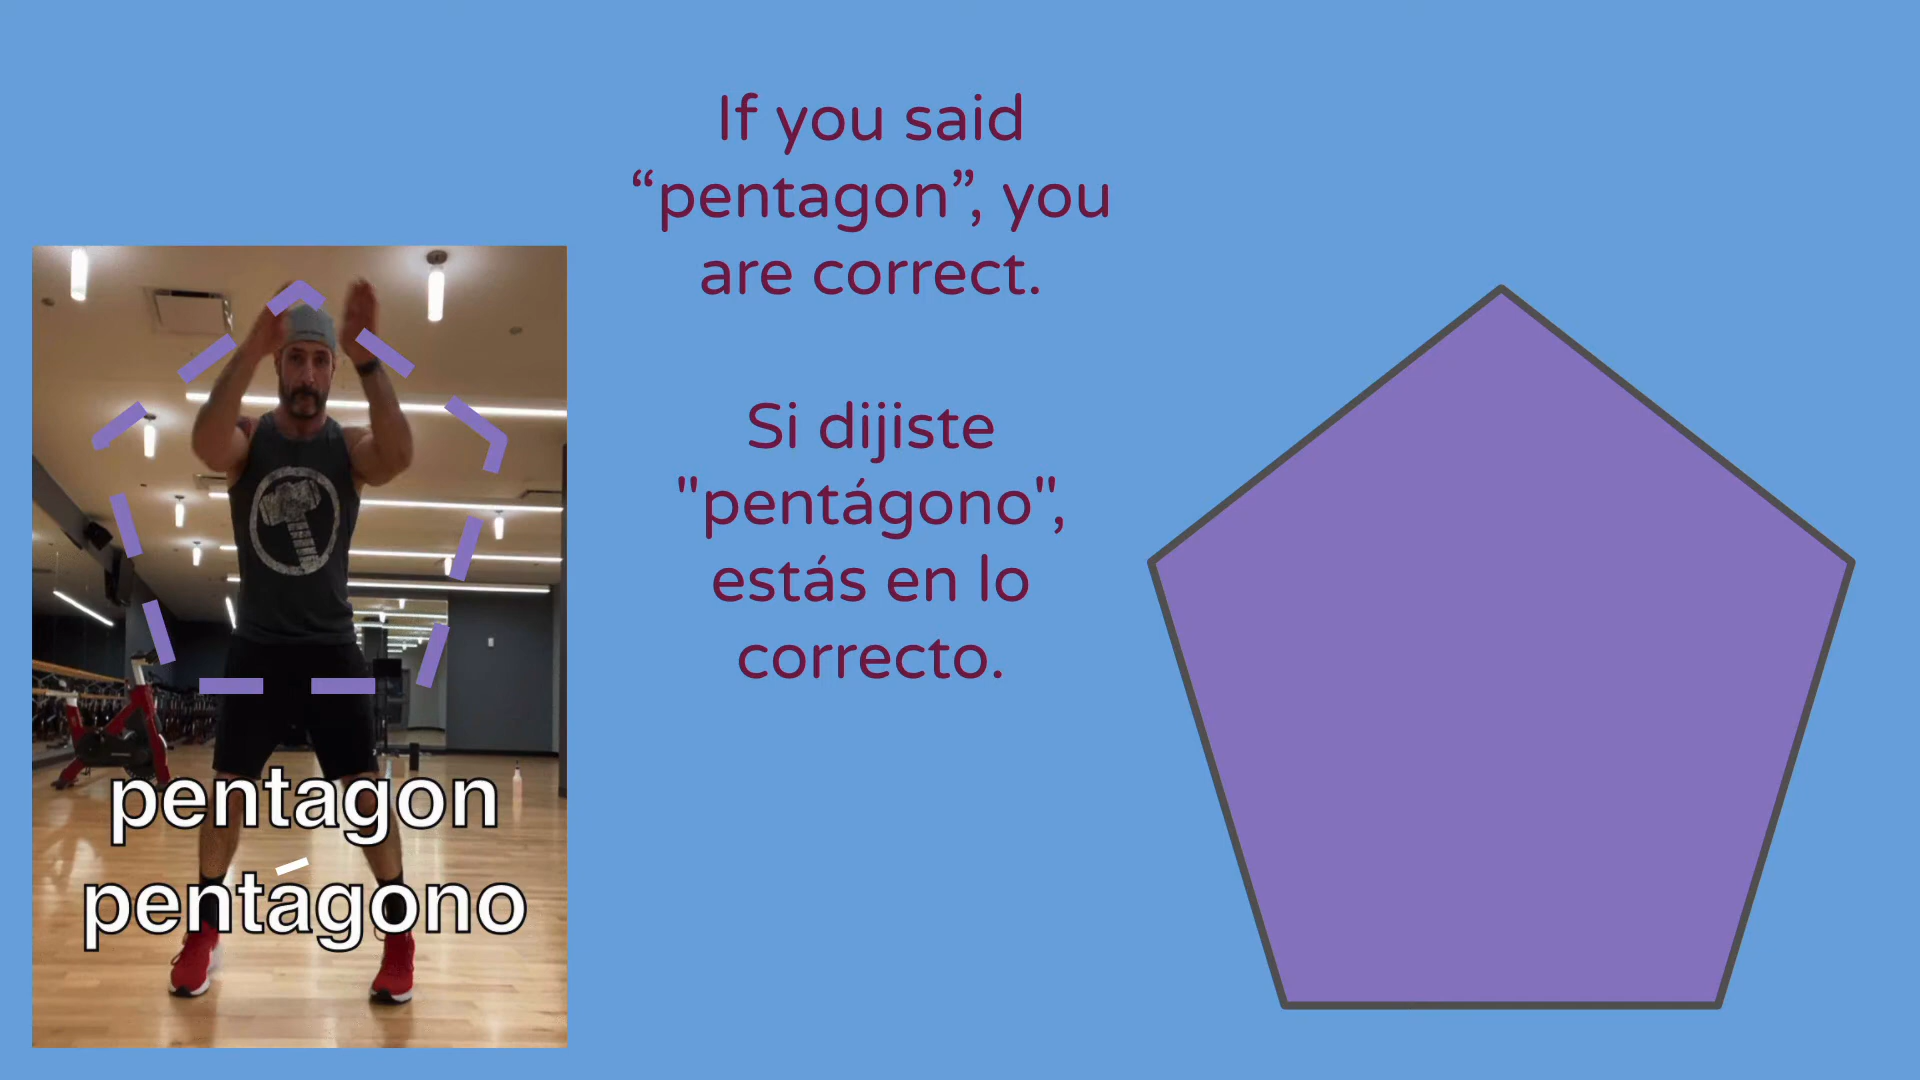 If you said
“pentagon”, you
are correct.
Si dijiste
"pentágono",
estás en lo
correcto.
pentagon
pentágono